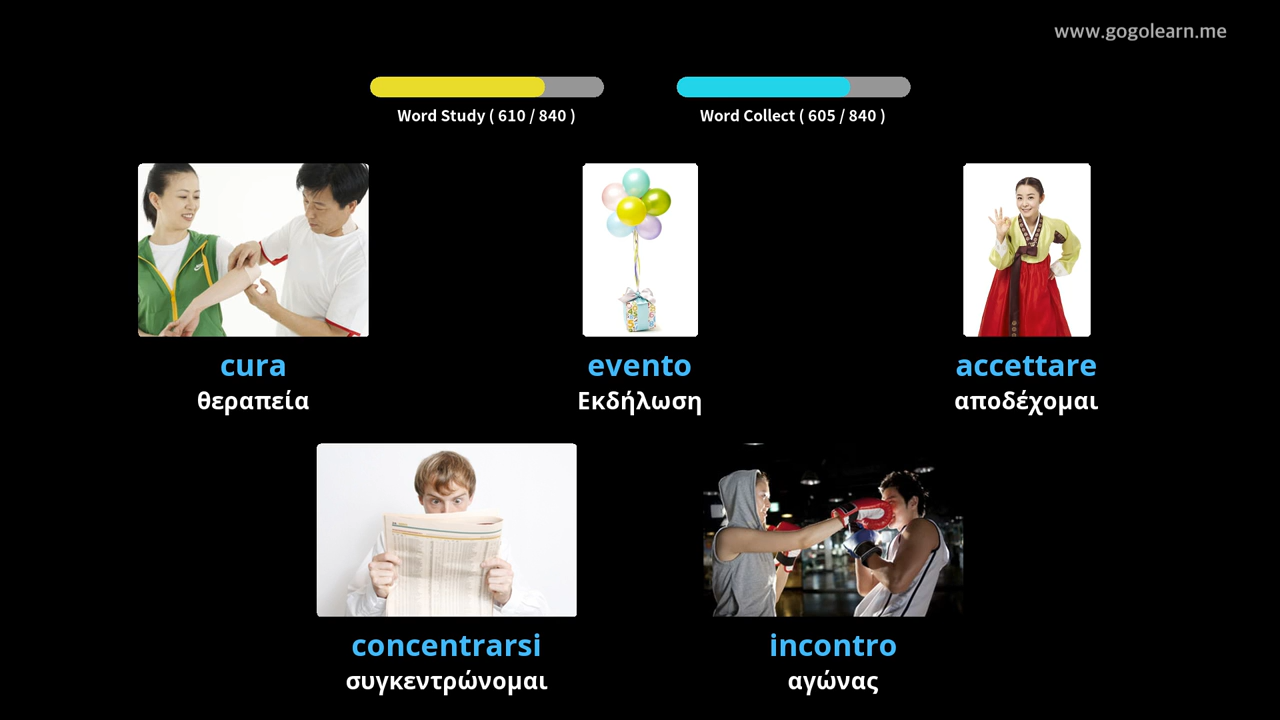 www.gogolearn.me
Word Study ( 610 / 840 )
Word Collect ( 605 / 840 )
cura
θεραπεία
evento
Εκδήλωση
accettare
αποδέχομαι
concentrarsi
συγκεντρώνομαι
incontro
αγώνας